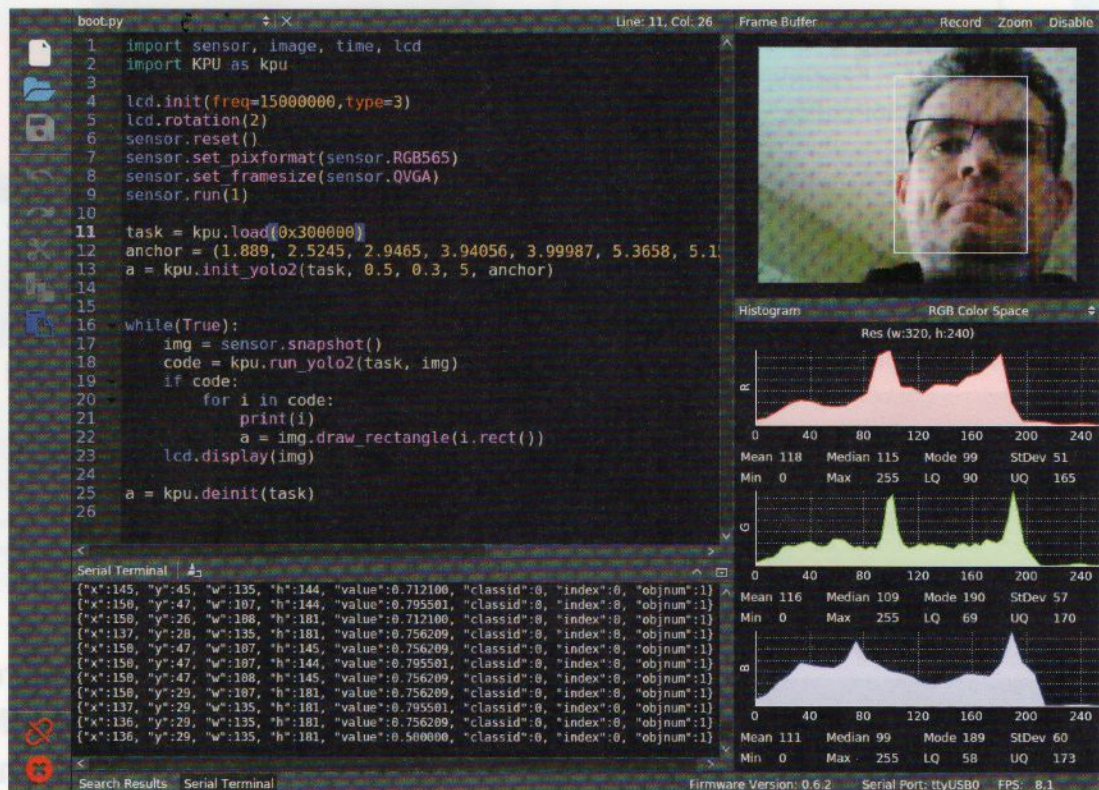 boot.py
Line: 11, Col: 26
1 import sensor, image, time, lcd
2 import KPU as kpu
3
4 lcd.init(freq=15000000,type=3)
5 lcd.rotation(2)
6 sensor.reset()
7 sensor.set_pixformat(sensor.RGB565)
8 sensor.set_framesize(sensor.QVGA)
9 sensor.run(1)
10
11 task = kpu.load(0x300000)
12 anchor = (1.889, 2.5245, 2.9465, 3.94056, 3.99987, 5.3658, 5.1
13 a = kpu.init_yolo2(task, 0.5, 0.3, 5, anchor)
14
15
16 while(True):
17 img = sensor.snapshot()
18 code = kpu.run_yolo2(task, img)
19 if code:
20 for i in code:
21 print(i)
22 a = img.draw_rectangle(i.rect())
23 lcd.display(img)
24
25 a = kpu.deinit(task)
26
Serial Terminal
{"x":145, "y":45, "w":135, "h":144, "value":0.712100, "classid":0, "index":0, "objnum":1}
{"x":150, "y":47, "w":107, "h":144, "value":0.795501, "classid":0, "index":0, "objnum":1}
{"x":150, "y":26, "w":108, "h":181, "value":0.712100, "classid":0, "index":0, "objnum":1}
{"x":137, "y":28, "w":135, "h":181, "value":0.756209, "classid":0, "index":0, "objnum":1}
{"x":150, "y":47, "w":107, "h":145, "value":0.756209, "classid":0, "index":0, "objnum":1}
{"x":150, "y":47, "w":107, "h":144, "value":0.795501, "classid":0, "index":0, "objnum":1}
{"x":150, "y":47, "w":108, "h":145, "value":0.756209, "classid":0, "index":0, "objnum":1}
{"x":150, "y":29, "w":107, "h":181, "value":0.795501, "classid":0, "index":0, "objnum":1}
{"x":137, "y":29, "w":135, "h":181, "value":0.756209, "classid":0, "index":0, "objnum":1}
{"x":136, "y":29, "w":135, "h":181, "value":0.756209, "classid":0, "index":0, "objnum":1}
{"x":136, "y":29, "w":135, "h":181, "value":0.500000, "classid":0, "index":0, "objnum":1}
Search Results Serial Terminal
Frame Buffer Record Zoom Disable
Histogram RGB Color Space
Res (w:320, h:240)
R
0 40 80 120 160 200 240
Mean 118 Median 115 Mode 99 StDev 51
Min 0 Max 255 LQ 90 UQ 165
G
0 40 80 120 160 200 240
Mean 116 Median 109 Mode 190 StDev 57
Min 0 Max 255 LQ 69 UQ 170
B
0 40 80 120 160 200 240
Mean 111 Median 99 Mode 189 StDev 60
Min 0 Max 255 LQ 58 UQ 173
Firmware Version: 0.6.2 Serial Port: ttyUSB0 FPS: 8.1